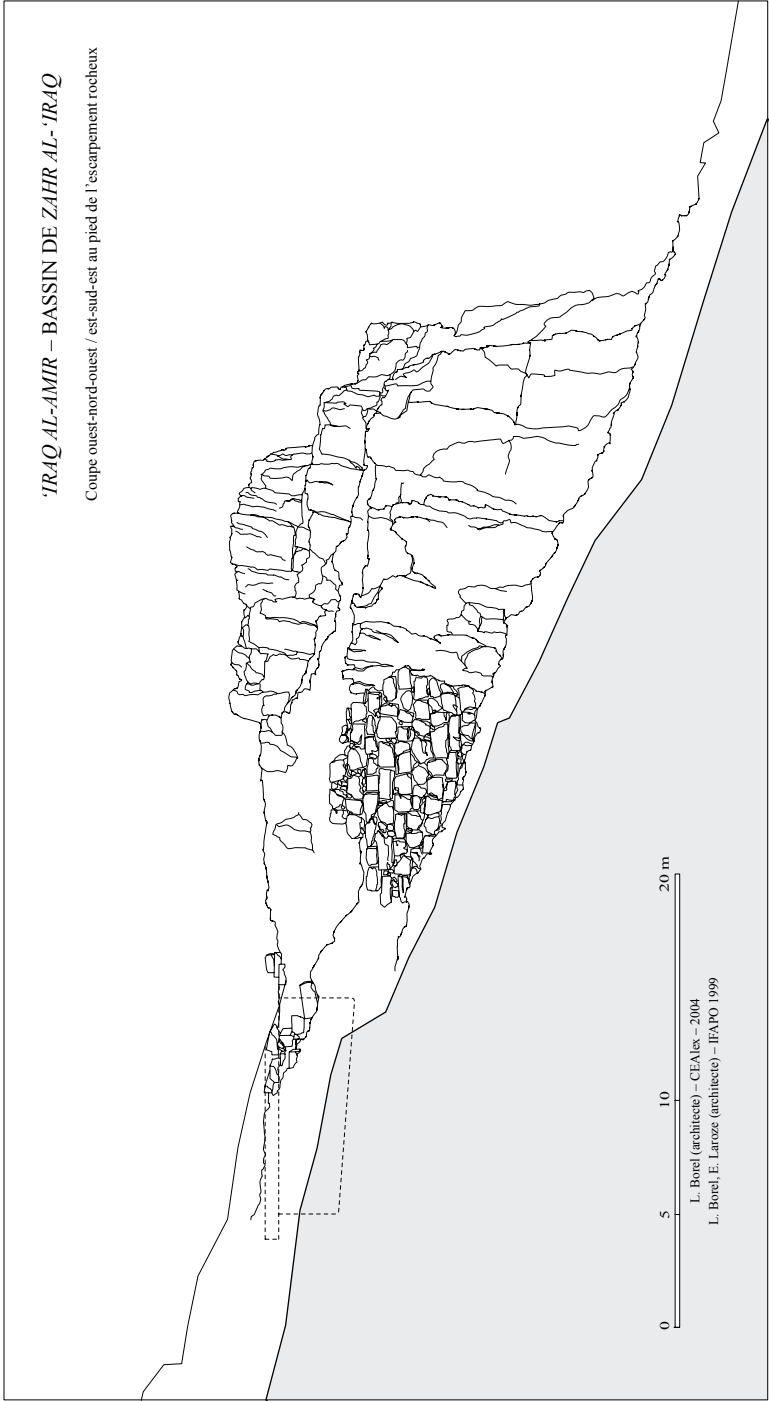 ‘IRAQ AL-AMIR – BASSIN DE ZAHR AL-‘IRAQ
Coupe ouest-nord-ouest / est-sud-est au pied de l’escarpement rocheux
0 5 10 20 m
L. Borel (architecte) – CEAlex – 2004
L. Borel, E. Laroze (architecte) – IFAPO 1999